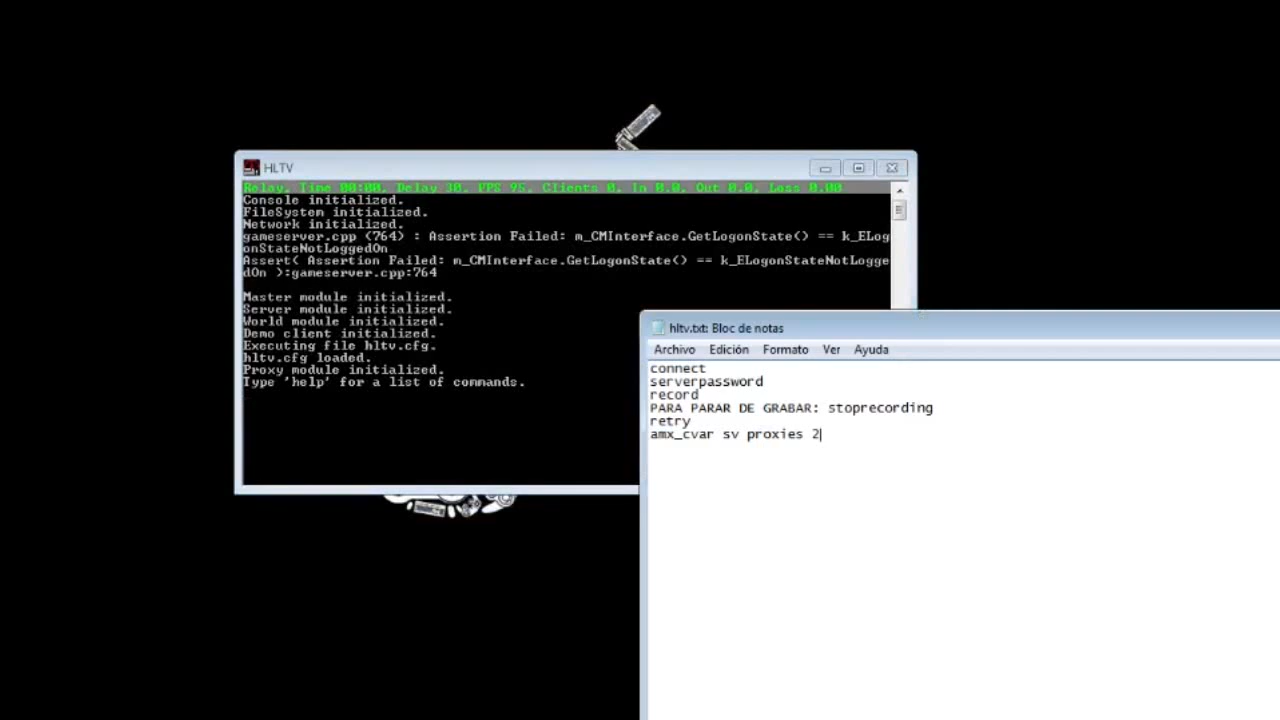 HLTV
Relay, Time 00:00, Delay 30, FPS 95, Clients 0, In 0.0, Out 0.0, Loss 0.00
Console initialized.
FileSystem initialized.
Network initialized.
gameserver.cpp (764) : Assertion Failed: m_CMInterface.GetLogonState() == k_ELog
onStateNotLoggedOn
Assert( Assertion Failed: m_CMInterface.GetLogonState() == k_ELogonStateNotLogge
dOn ):gameserver.cpp:764
Master module initialized.
Server module initialized.
World module initialized.
Demo client initialized.
Executing file hltv.cfg.
hltv.cfg loaded.
Proxy module initialized.
Type 'help' for a list of commands.
hltv.txt: Bloc de notas
Archivo Edición Formato Ver Ayuda
connect
serverpassword
record
PARA PARAR DE GRABAR: stoprecording
retry
amx_cvar sv proxies 2